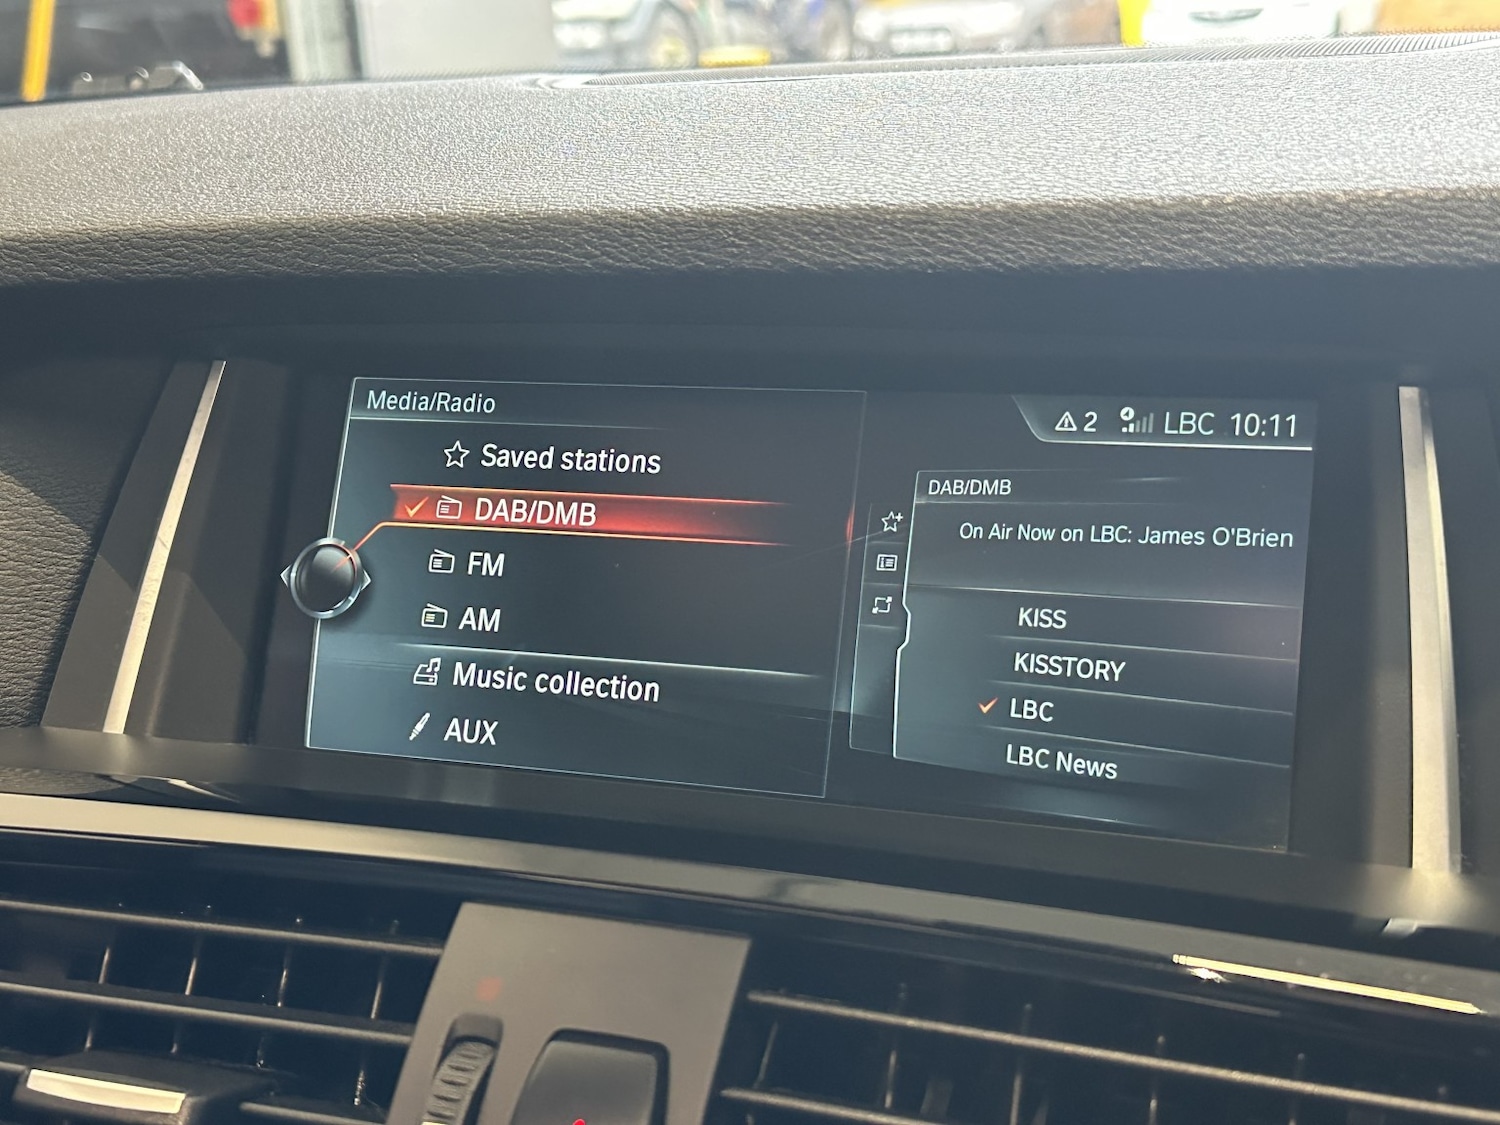 Media/Radio
Saved stations
DAB/DMB
FM
AM
Music collection
AUX
2 LBC 10:11
DAB/DMB
On Air Now on LBC: James O'Brien
KISS
KISSTORY
LBC
LBC News